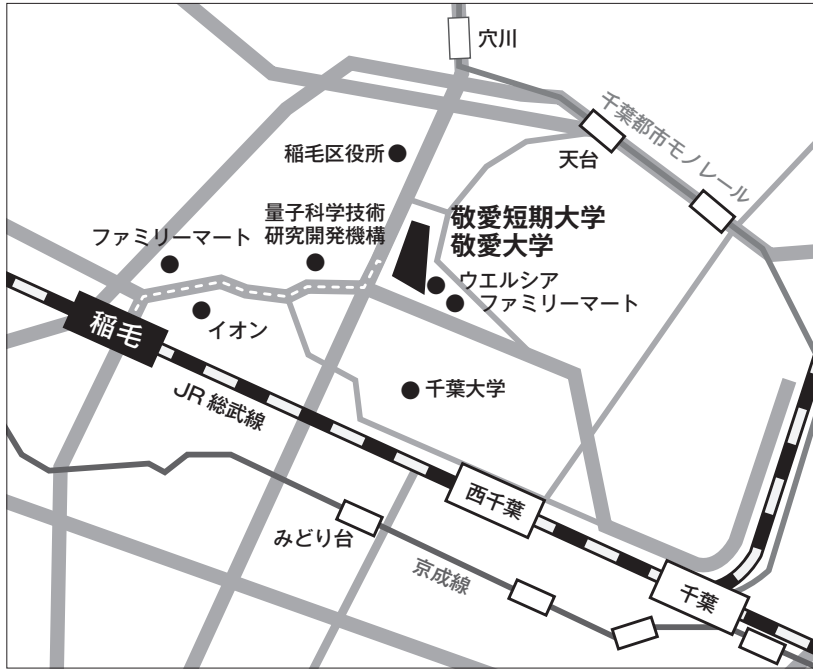 穴川
千葉都市モノレール
天台
稲毛区役所
量子科学技術
研究開発機構
敬愛短期大学
敬愛大学
ファミリーマート
ウエルシア
ファミリーマート
イオン
稲毛
JR 総武線
千葉大学
西千葉
みどり台
京成線
千葉